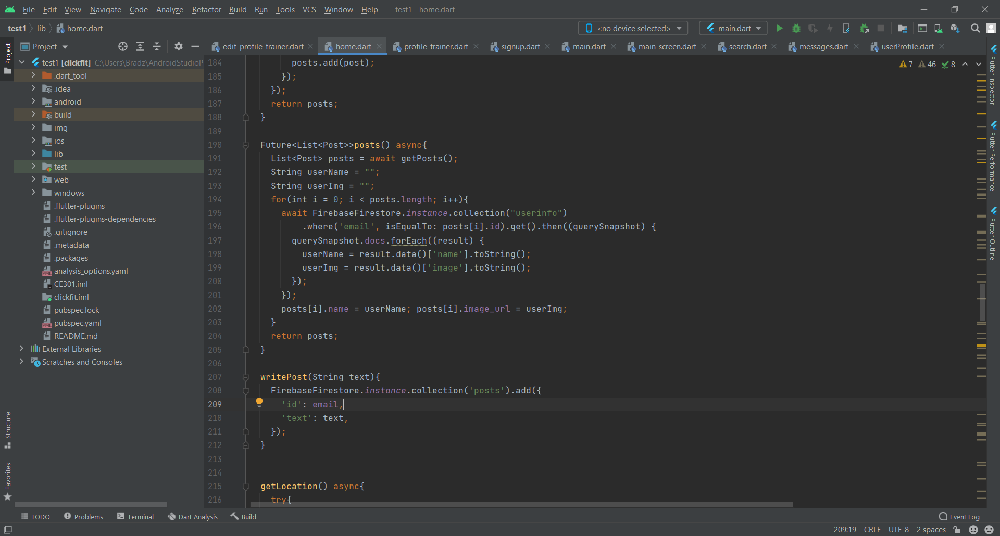 File Edit View Navigate Code Analyze Refactor Build Run Tools VCS Window Help test1 - home.dart
test1 lib home.dart <no device selected> main.dart
Project edit_profile_trainer.dart home.dart profile_trainer.dart signup.dart main.dart main_screen.dart search.dart messages.dart userProfile.dart
Project
test1 [clickfit] C:\Users\Bradz\AndroidStudioP
.dart_tool
.idea
android
build
img
ios
lib
test
web
windows
.flutter-plugins
.flutter-plugins-dependencies
.gitignore
.metadata
.packages
analysis_options.yaml
CE301.iml
clickfit.iml
pubspec.lock
pubspec.yaml
README.md
External Libraries
Scratches and Consoles
Structure
Favorites
7 46 8
184 posts.add(post);
185 });
186 });
187 return posts;
188 }
189
190 Future<List<Post>>posts() async{
191 List<Post> posts = await getPosts();
192 String userName = "";
193 String userImg = "";
194 for(int i = 0; i < posts.length; i++){
195 await FirebaseFirestore.instance.collection("userinfo")
196 .where('email', isEqualTo: posts[i].id).get().then((querySnapshot) {
197 querySnapshot.docs.forEach((result) {
198 userName = result.data()['name'].toString();
199 userImg = result.data()['image'].toString();
200 });
201 });
202 posts[i].name = userName; posts[i].image_url = userImg;
203 }
204 return posts;
205 }
206
207 writePost(String text){
208 FirebaseFirestore.instance.collection('posts').add({
209 'id': email,
210 'text': text,
211 });
212 }
213
214
215 getLocation() async{
216 try{
Flutter Inspector
Flutter Performance
Flutter Outline
TODO Problems Terminal Dart Analysis Build Event Log
209:19 CRLF UTF-8 2 spaces